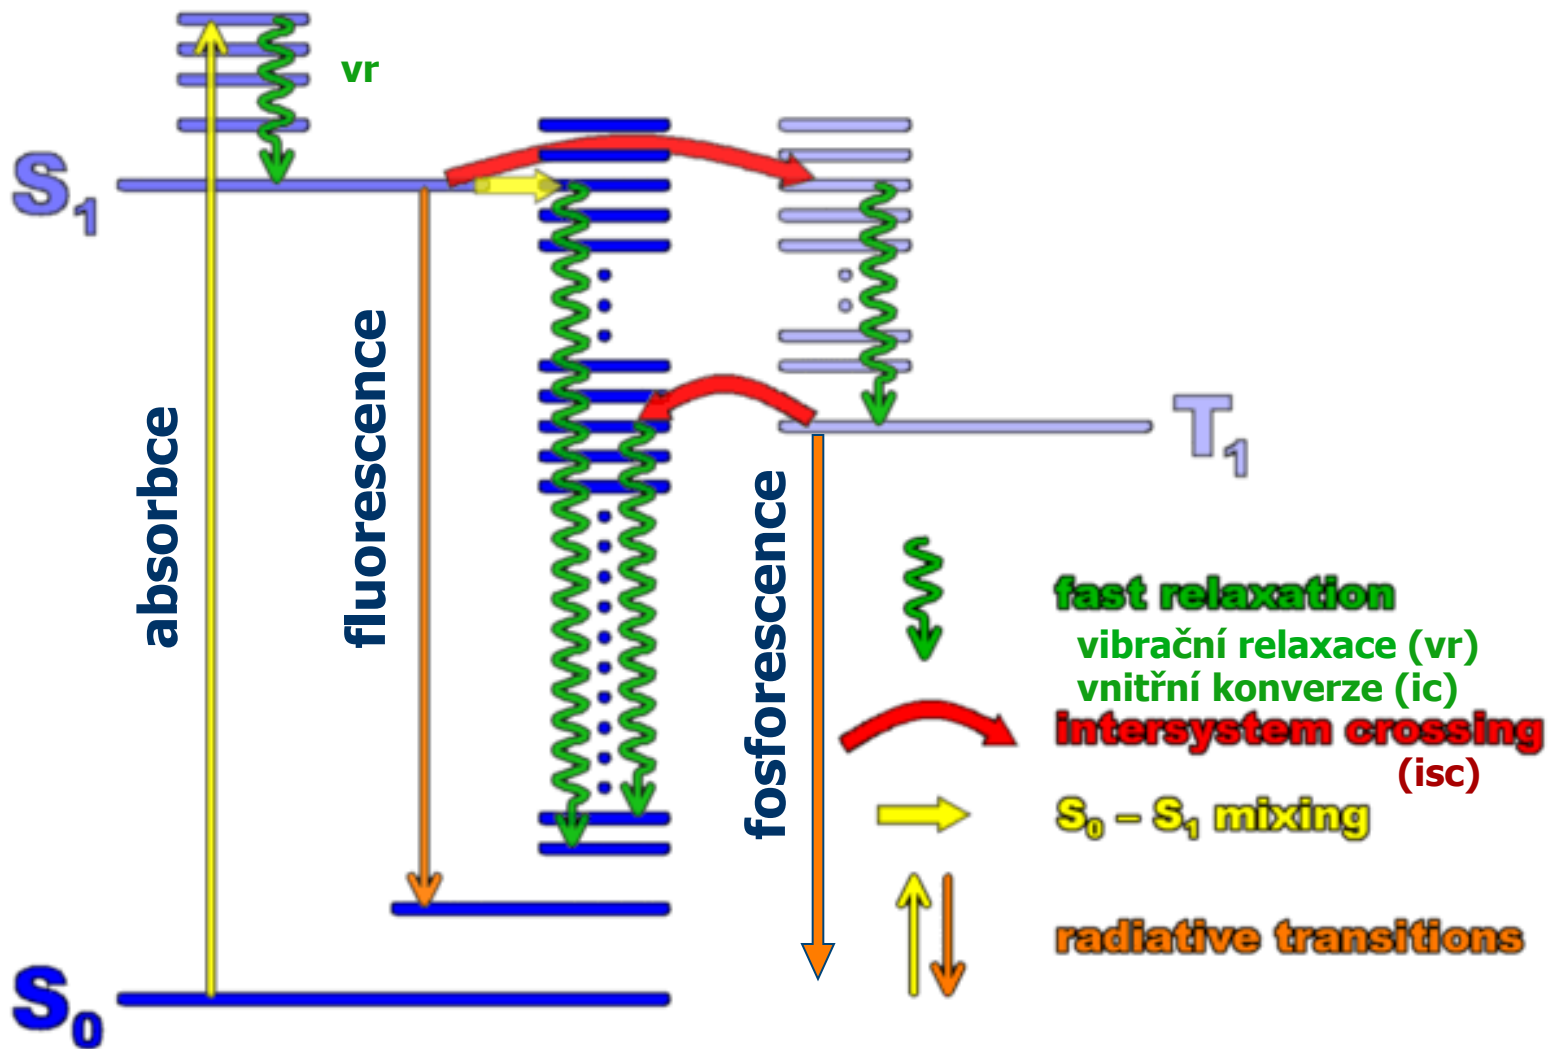 vr
S₁
absorbce
fluorescence
fosforescence
T₁
fast relaxation
vibrační relaxace (vr)
vnitřní konverze (ic)
intersystem crossing
(isc)
S₀ – S₁ mixing
radiative transitions
S₀